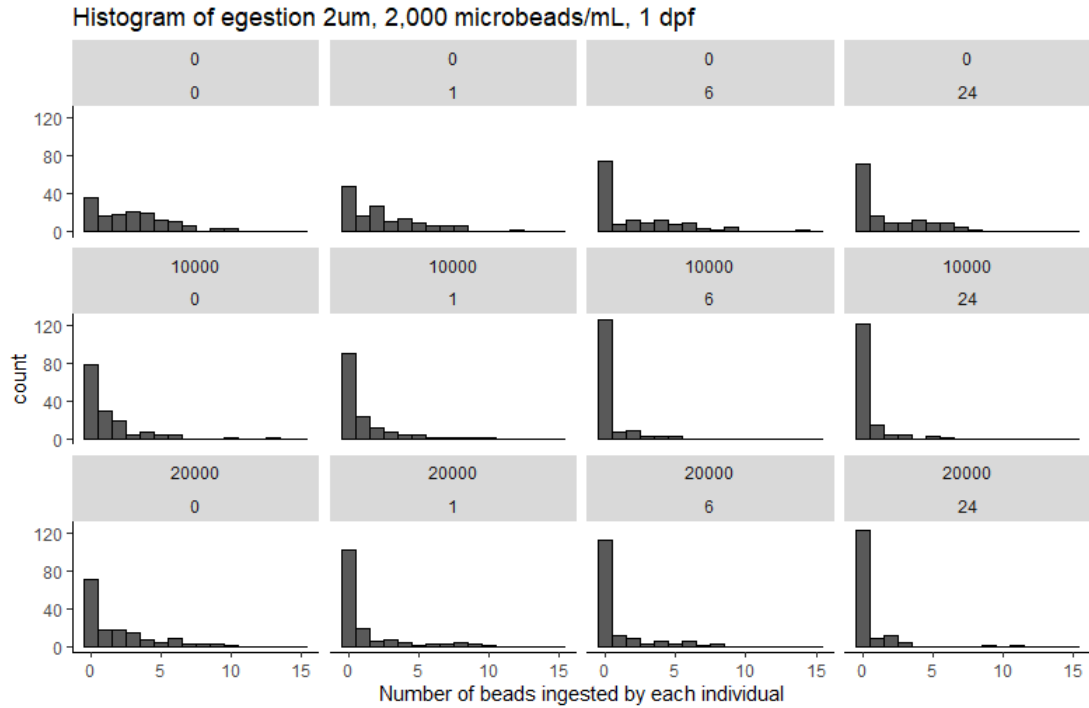 Histogram of egestion 2um, 2,000 microbeads/mL, 1 dpf
0 0 0 0
0 1 6 24
120
80
40
0
10000 10000 10000 10000
0 1 6 24
120
80
40
0
count
20000 20000 20000 20000
0 1 6 24
120
80
40
0
0 5 10 15 0 5 10 15 0 5 10 15 0 5 10 15
Number of beads ingested by each individual